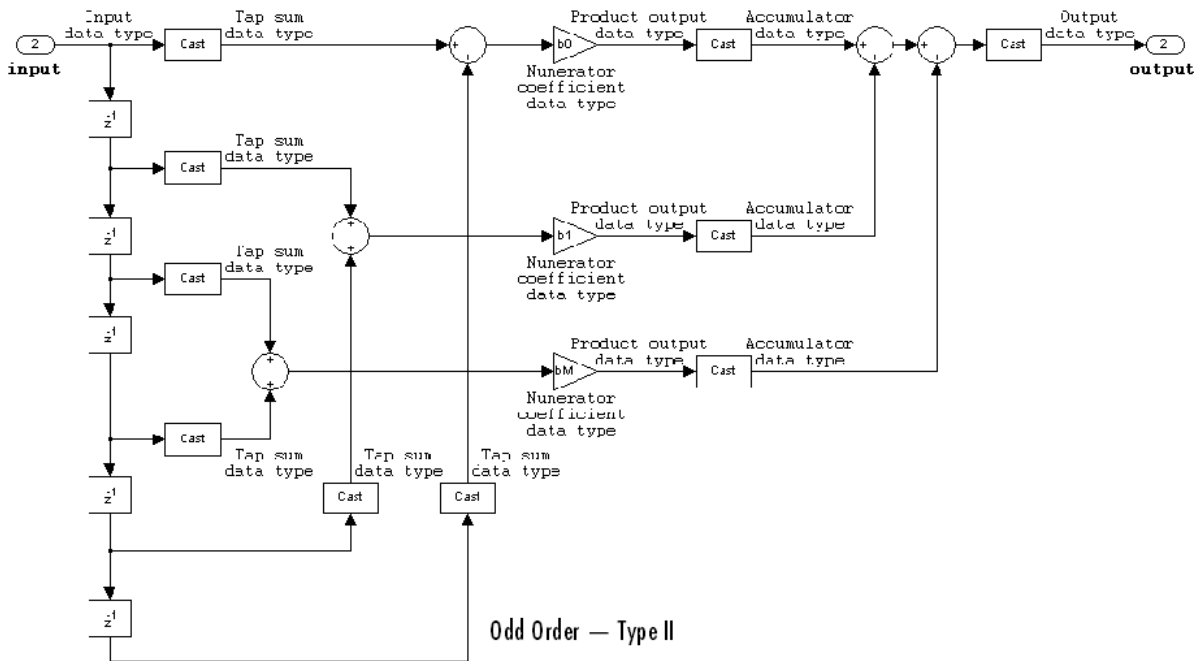 Input
data type
Tap sum
data type
Product output
data type
Accumulator
data type
Output
data type
2
input
Cast
+
+
b0
Cast
+
+
+
+
Cast
2
output
Nunerator
coefficient
data type
z-1
Tap sum
data type
Cast
z-1
+
+
Product output
data type
Accumulator
data type
b1
Cast
Nunerator
coefficient
data type
Tap sum
data type
Cast
z-1
+
+
Product output
data type
Accumulator
data type
bM
Cast
Nunerator
coefficient
data type
Cast
Tap sum
data type
Tap sum
data type
Tap sum
data type
z-1
Cast
Cast
z-1
Odd Order — Type II